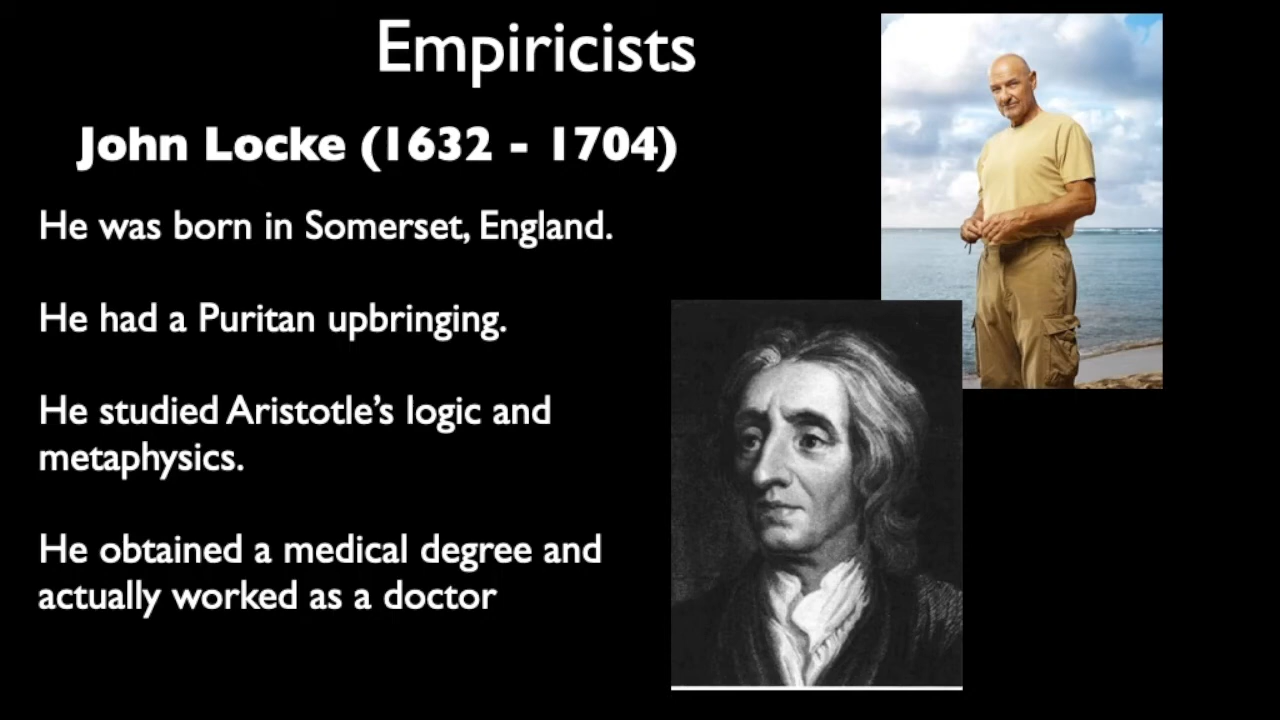 Empiricists
John Locke (1632 - 1704)
He was born in Somerset, England.
He had a Puritan upbringing.
He studied Aristotle’s logic and
metaphysics.
He obtained a medical degree and
actually worked as a doctor